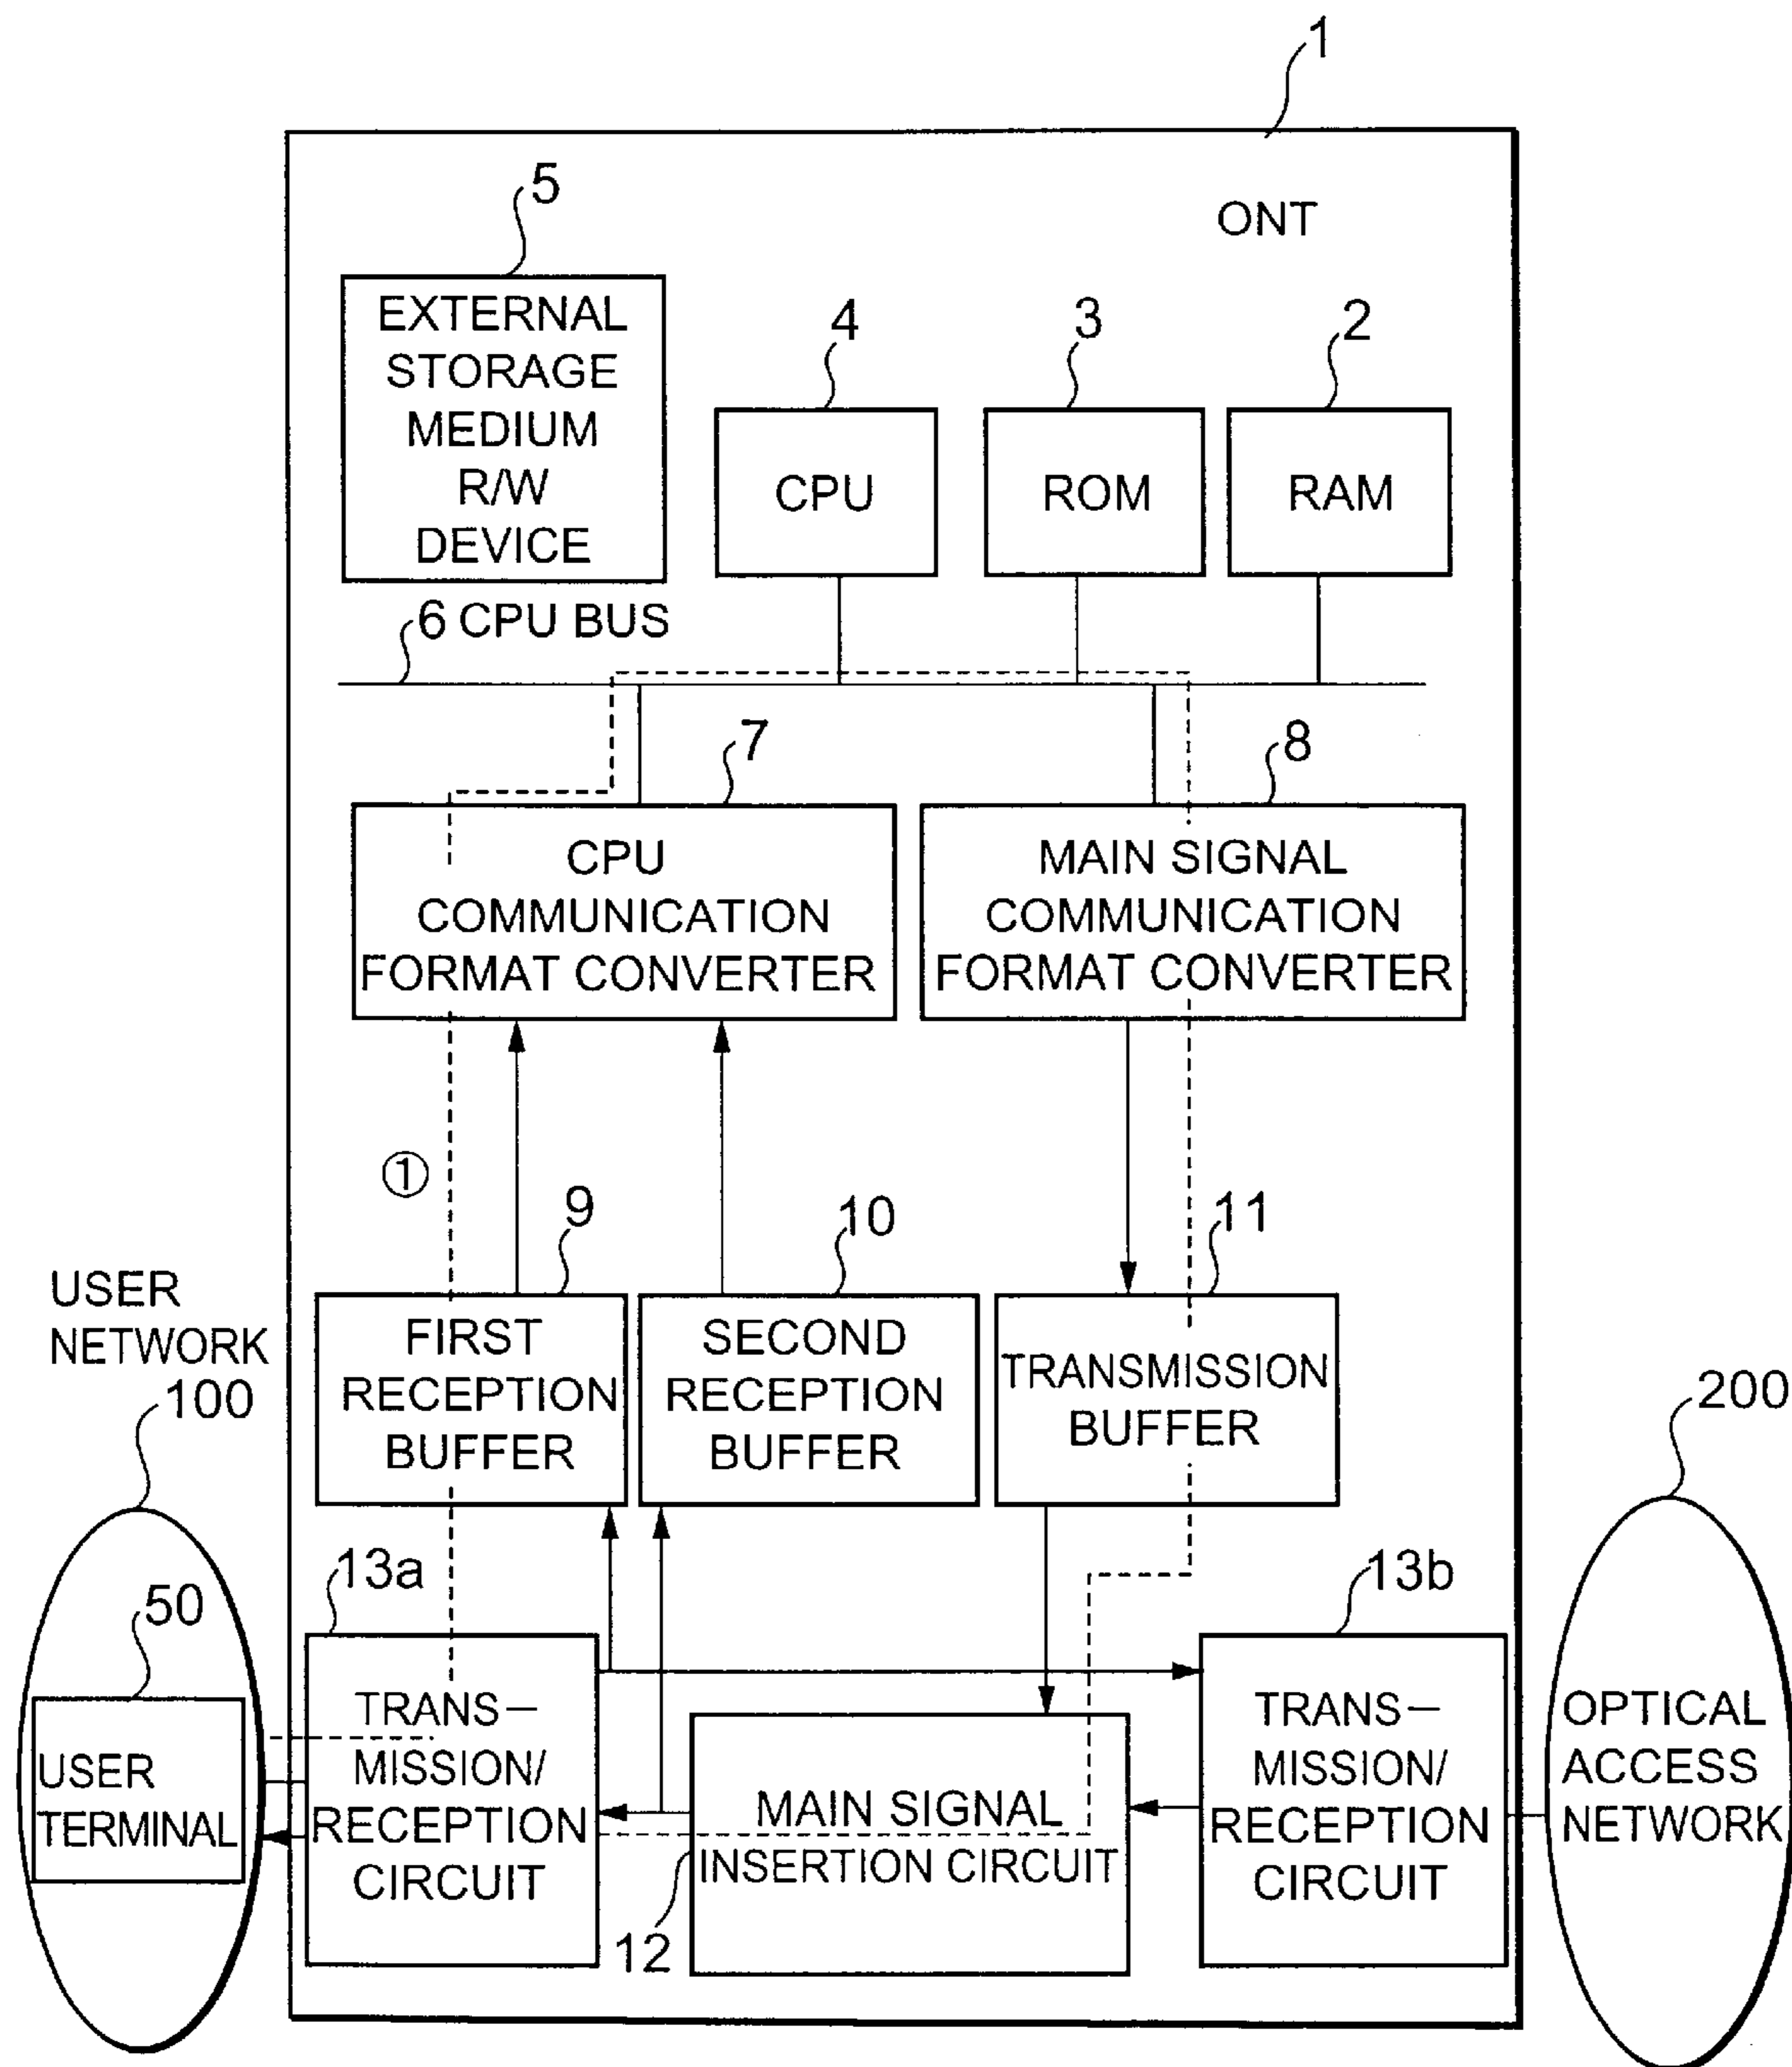 1
ONT
5
EXTERNAL
STORAGE
MEDIUM
R/W
DEVICE
4
CPU
3
ROM
2
RAM
6 CPU BUS
7
CPU
COMMUNICATION
FORMAT CONVERTER
8
MAIN SIGNAL
COMMUNICATION
FORMAT CONVERTER
①
9
FIRST
RECEPTION
BUFFER
10
SECOND
RECEPTION
BUFFER
11
TRANSMISSION
BUFFER
USER
NETWORK
100
50
USER
TERMINAL
13a
TRANS-
MISSION/
RECEPTION
CIRCUIT
12
MAIN SIGNAL
INSERTION CIRCUIT
13b
TRANS-
MISSION/
RECEPTION
CIRCUIT
200
OPTICAL
ACCESS
NETWORK